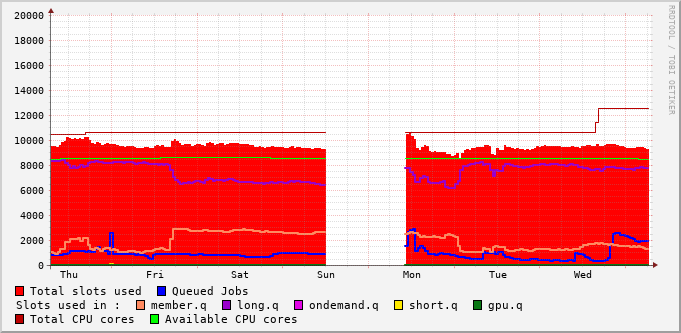 20000
18000
16000
14000
12000
10000
8000
6000
4000
2000
0
Thu Fri Sat Sun Mon Tue Wed
RRDTOOL / TOBI OETIKER
Total slots used Queued Jobs
Slots used in : member.q long.q ondemand.q short.q gpu.q
Total CPU cores Available CPU cores